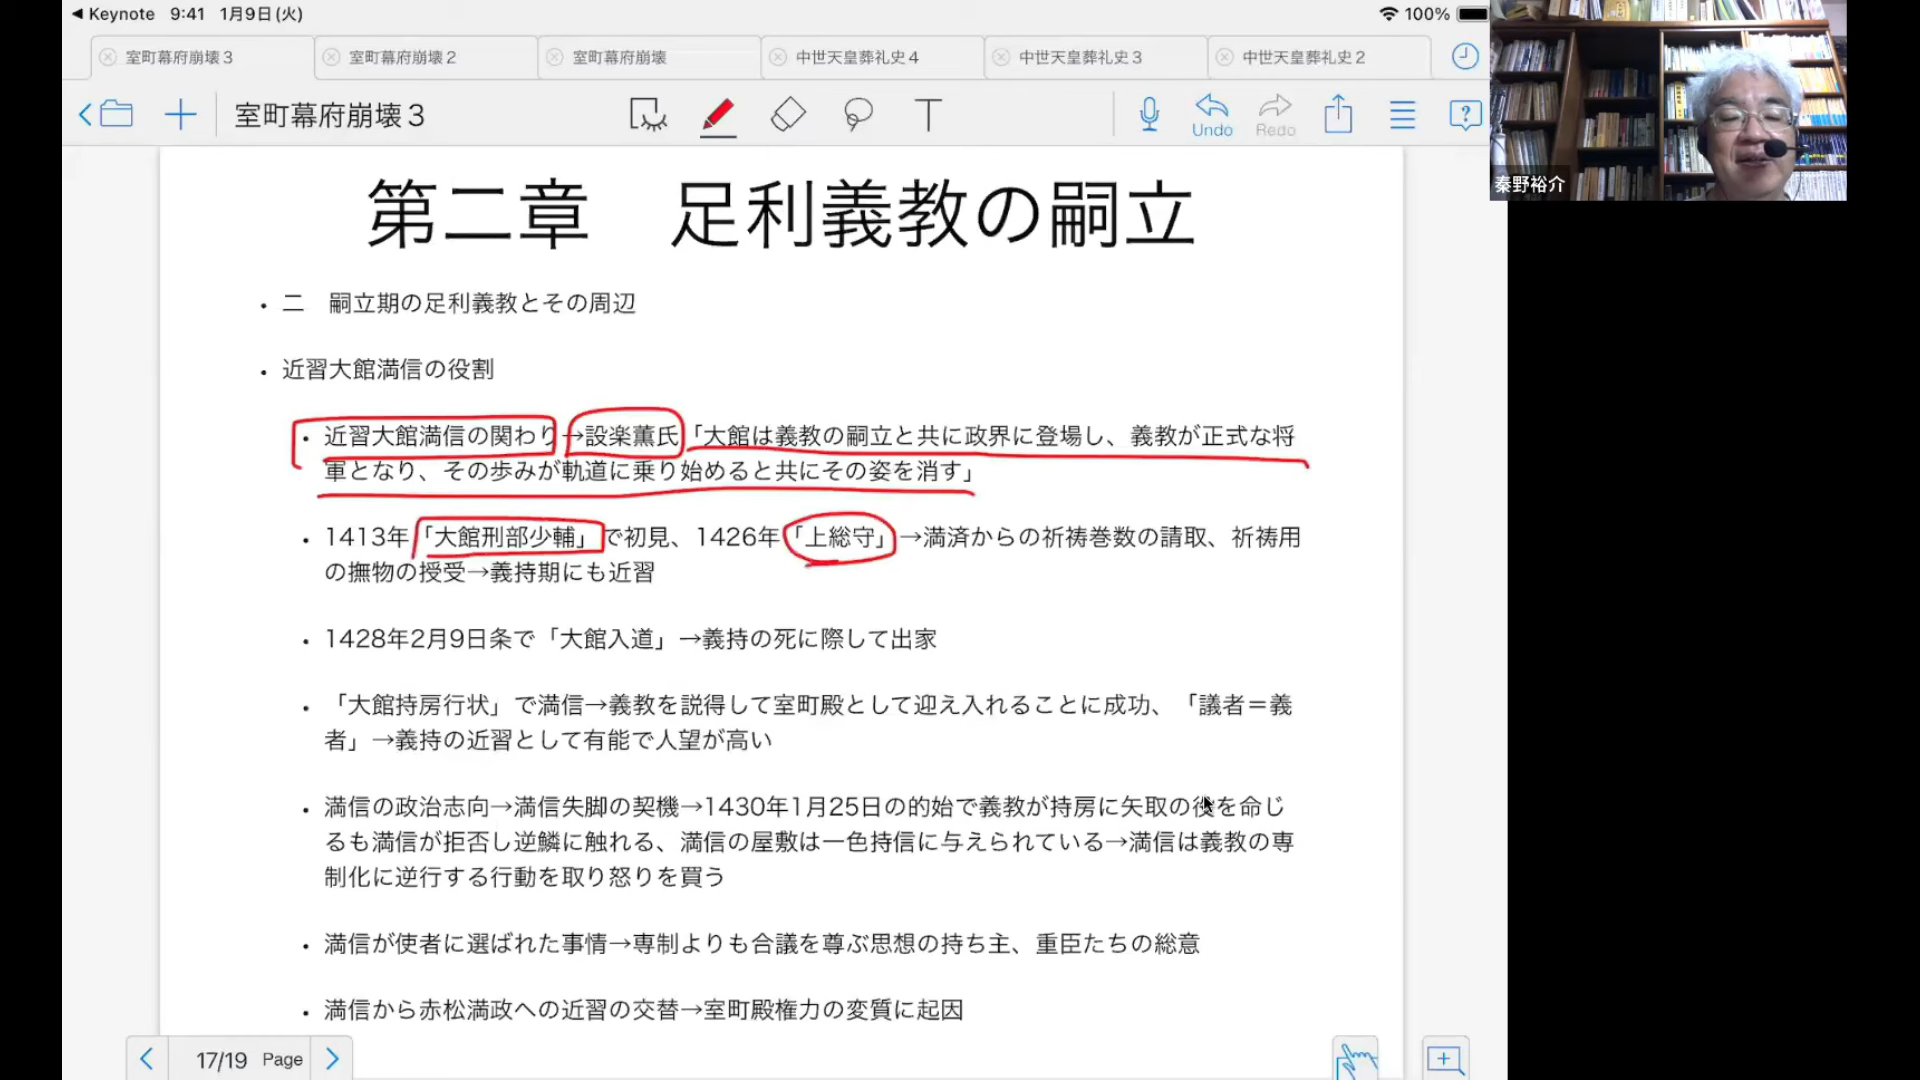 Keynote 9:41 1月9日(火)
100%
室町幕府崩壊3
室町幕府崩壊2
室町幕府崩壊
中世天皇葬礼史4
中世天皇葬礼史3
中世天皇葬礼史2
室町幕府崩壊3
T
Undo
Redo
?
秦野裕介
第二章 足利義教の嗣立
・二 嗣立期の足利義教とその周辺
・近習大館満信の役割
・近習大館満信の関わり→設楽薫氏「大館は義教の嗣立と共に政界に登場し、義教が正式な将
軍となり、その歩みが軌道に乗り始めると共にその姿を消す」
・1413年「大館刑部少輔」で初見、1426年「上総守」→満済からの祈祷巻数の請取、祈祷用
の撫物の授受→義持期にも近習
・1428年2月9日条で「大館入道」→義持の死に際して出家
・「大館持房行状」で満信→義教を説得して室町殿として迎え入れることに成功、「議者＝義
者」→義持の近習として有能で人望が高い
・満信の政治志向→満信失脚の契機→1430年1月25日の的始で義教が持房に矢取の役を命じ
るも満信が拒否し逆鱗に触れる、満信の屋敷は一色持信に与えられている→満信は義教の専
制化に逆行する行動を取り怒りを買う
・満信が使者に選ばれた事情→専制よりも合議を尊ぶ思想の持ち主、重臣たちの総意
・満信から赤松満政への近習の交替→室町殿権力の変質に起因
17/19 Page